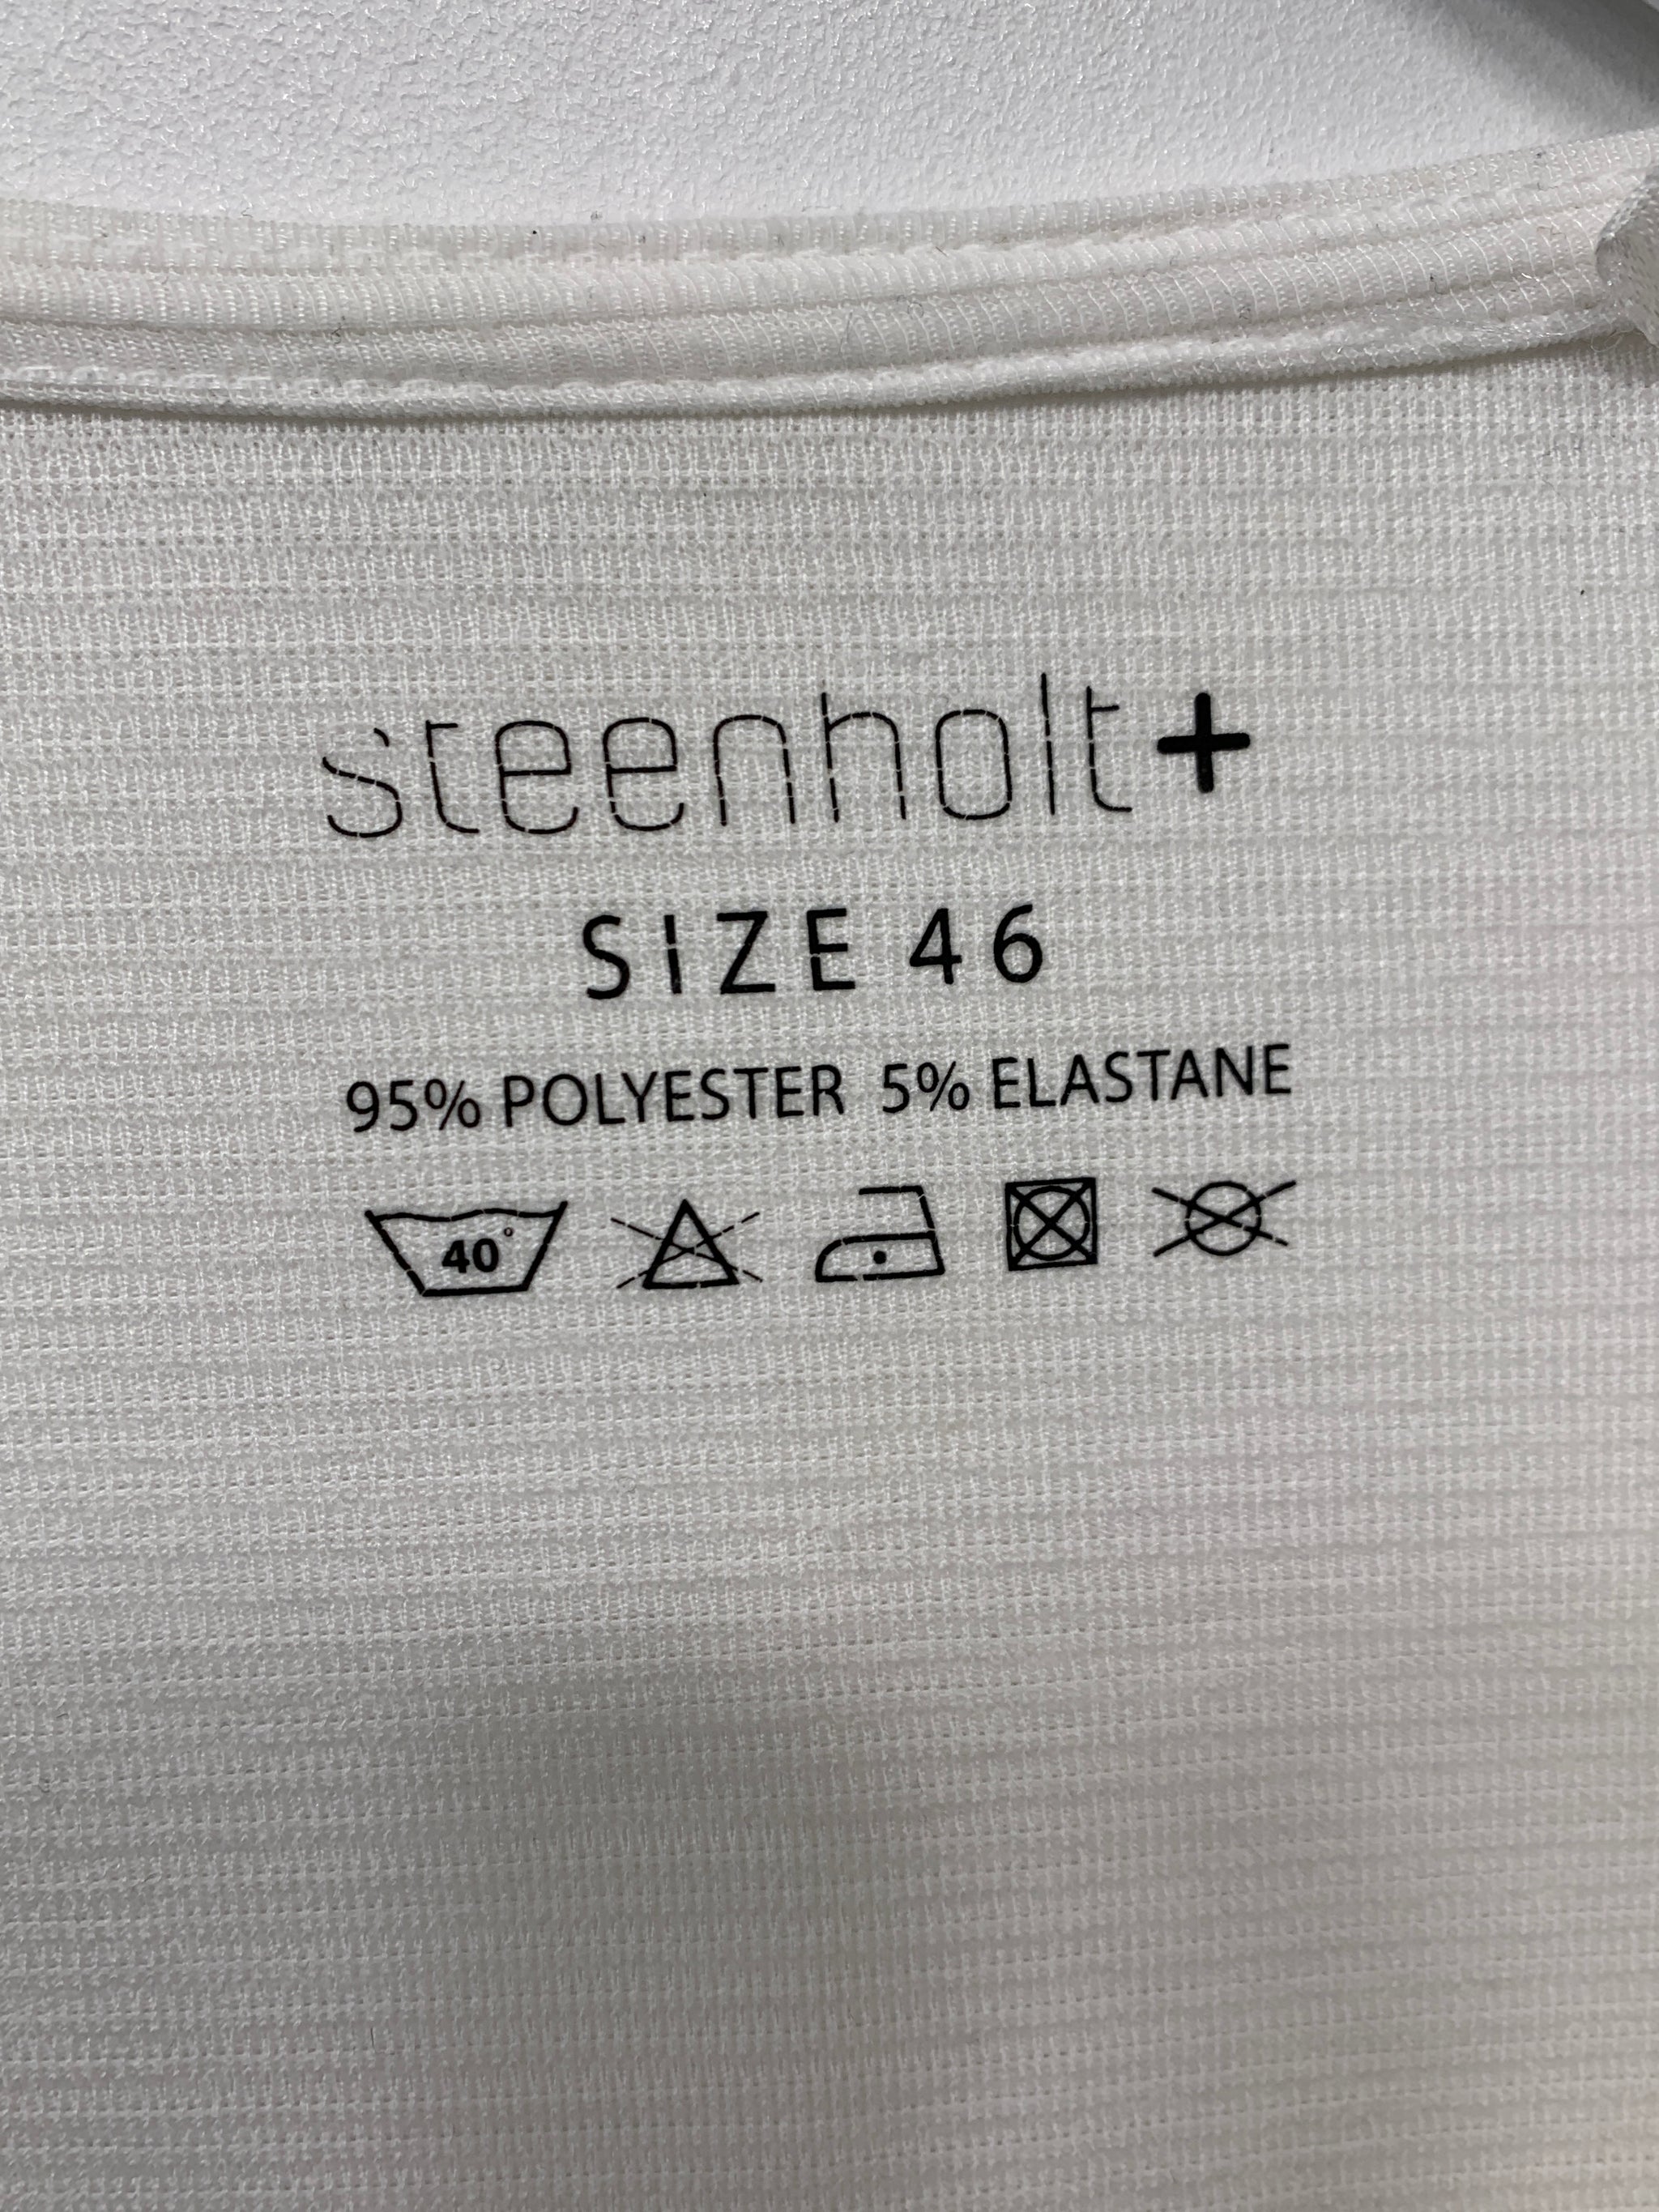 steenholt+
SIZE 46
95% POLYESTER 5% ELASTANE
40°